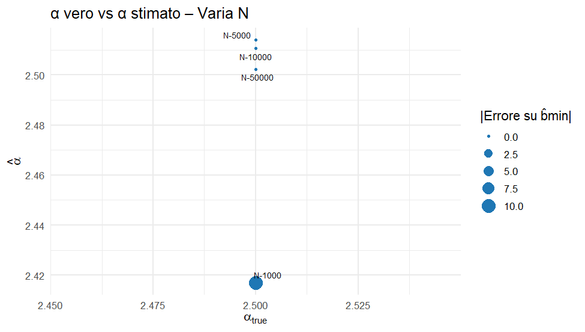 α vero vs α stimato – Varia N
N-5000
N-10000
N-50000
N-1000
2.50
2.48
2.46
2.44
2.42
α̂
2.450
2.475
2.500
2.525
αtrue
|Errore su b̂min|
0.0
2.5
5.0
7.5
10.0